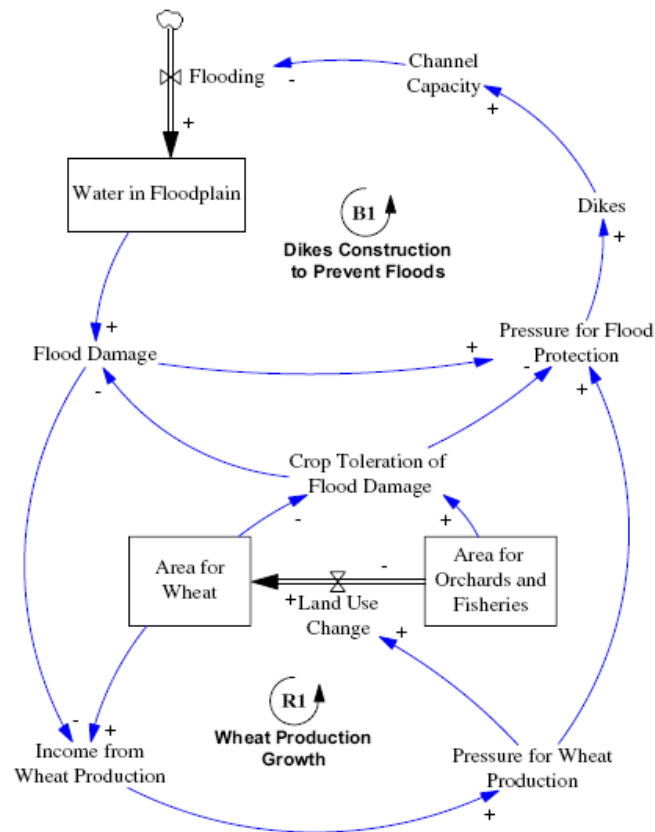 Channel
Capacity
Flooding
-
+
+
Water in Floodplain
B1
Dikes
Dikes Construction
to Prevent Floods
+
+
Flood Damage
+
Pressure for Flood
Protection
-
-
+
Crop Toleration of
Flood Damage
-
+
Area for
Wheat
-
+
Land Use
Change
Area for
Orchards and
Fisheries
+
R1
Wheat Production
Growth
-
+
Income from
Wheat Production
Pressure for Wheat
Production
+